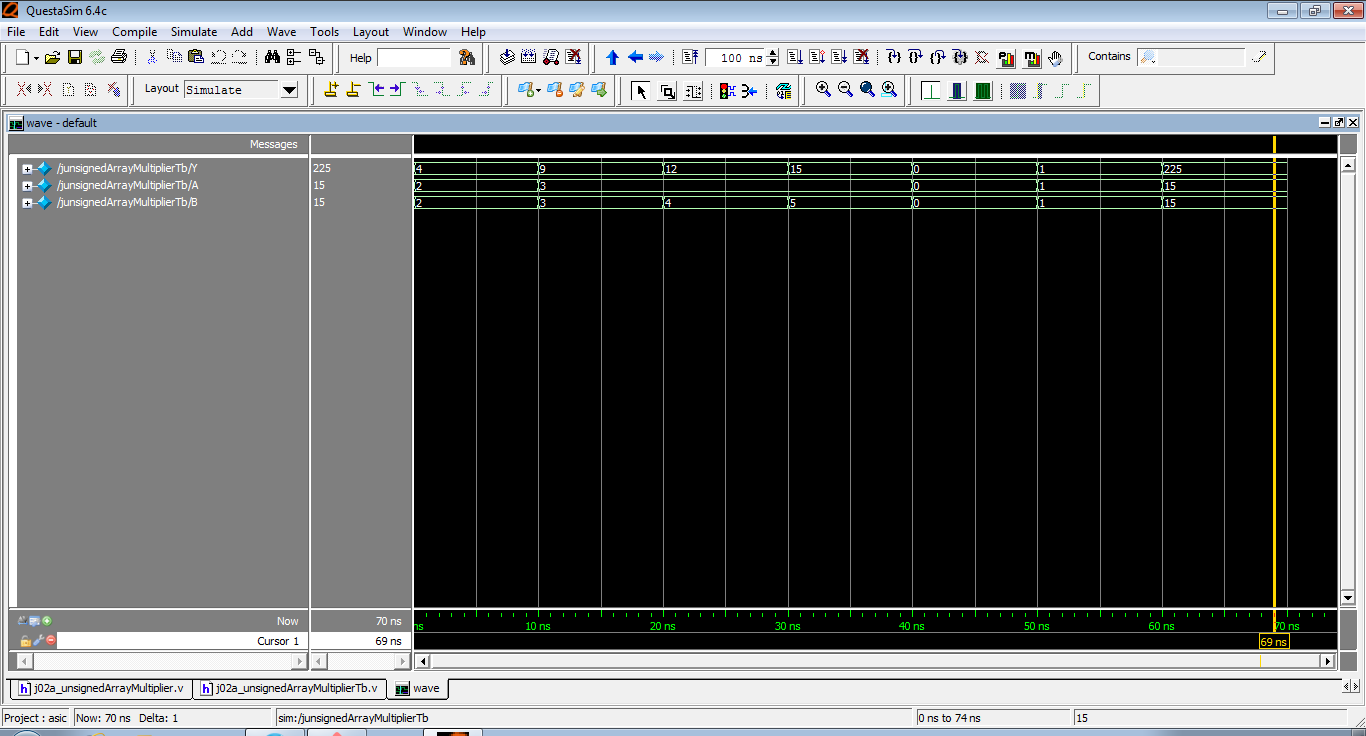 QuestaSim 6.4c
File Edit View Compile Simulate Add Wave Tools Layout Window Help
Help 100 ns Contains
Layout Simulate
wave - default
Messages
/junsignedArrayMultiplierTb/Y 225 4 9 12 15 0 1 225
/junsignedArrayMultiplierTb/A 15 2 3 0 1 15
/junsignedArrayMultiplierTb/B 15 2 3 4 5 0 1 15
Now 70 ns ns 10 ns 20 ns 30 ns 40 ns 50 ns 60 ns 70 ns
Cursor 1 69 ns 69 ns
j02a_unsignedArrayMultiplier.v j02a_unsignedArrayMultiplierTb.v wave
Project : asic Now: 70 ns Delta: 1 sim:/junsignedArrayMultiplierTb 0 ns to 74 ns 15